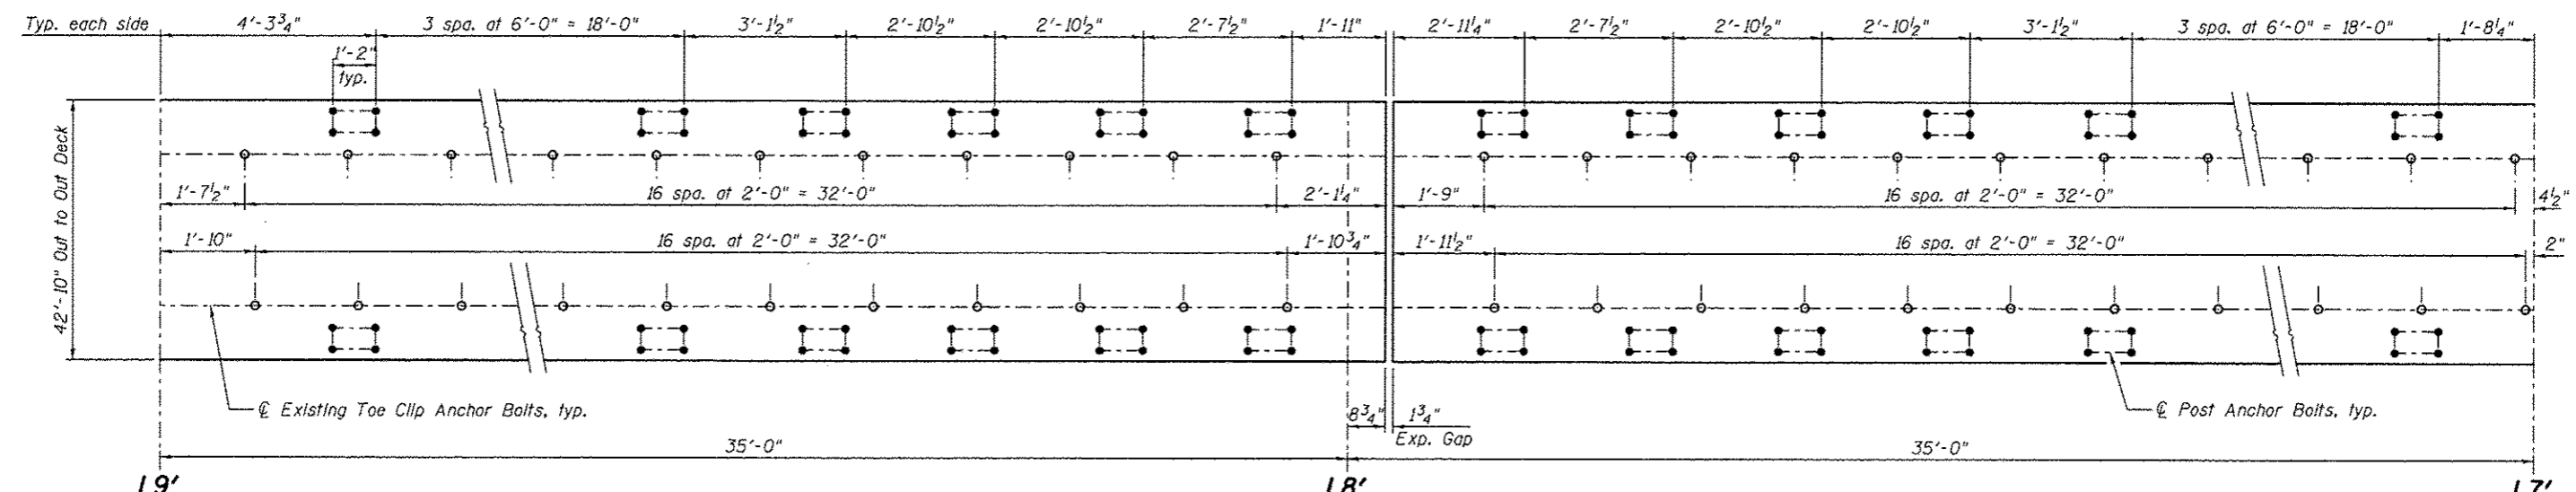 Typ. each side 4'-3¾" 3 spa. at 6'-0" = 18'-0" 3'-1½" 2'-10½" 2'-10½" 2'-7½" 1'-11" 2'-11¼" 2'-7½" 2'-10½" 2'-10½" 3'-1½" 3 spa. at 6'-0" = 18'-0" 1'-8¼"
1'-2"
typ.
42'-10" Out to Out Deck
1'-7½" 16 spa. at 2'-0" = 32'-0" 2'-1¼" 1'-9" 16 spa. at 2'-0" = 32'-0" 4½"
1'-10" 16 spa. at 2'-0" = 32'-0" 1'-10¾" 1'-11½" 16 spa. at 2'-0" = 32'-0" 2"
℄ Existing Toe Clip Anchor Bolts, typ. 8¾" 1¾" ℄ Post Anchor Bolts, typ.
Exp. Gap
35'-0" 35'-0"
L9' L8' L7'